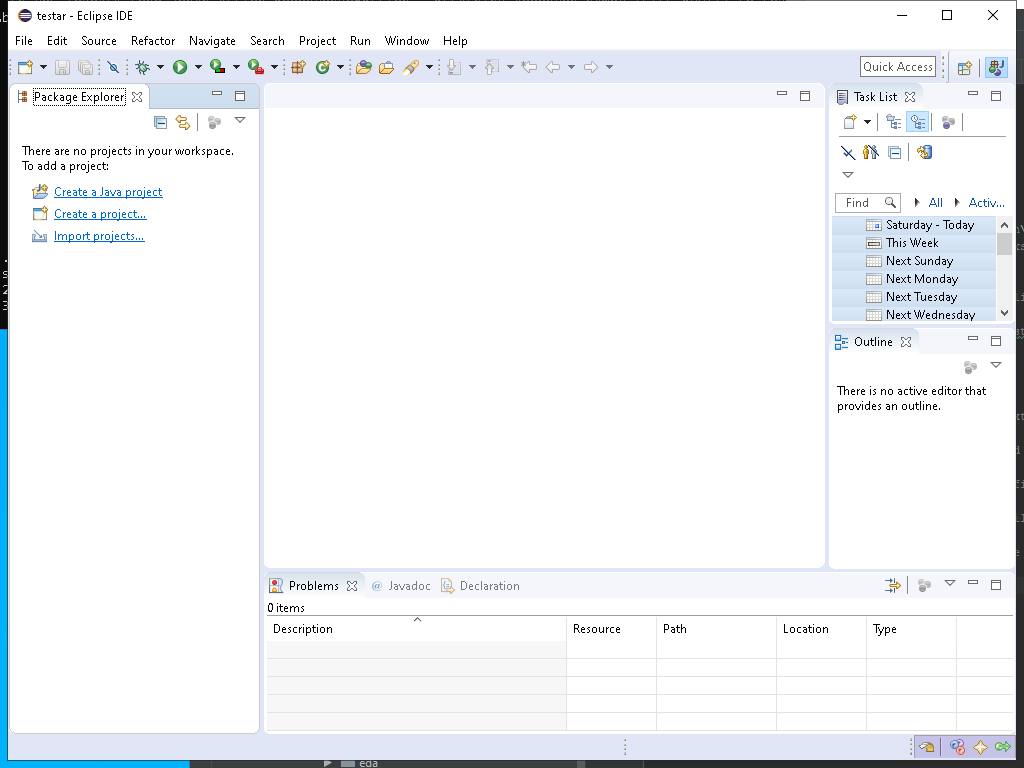 testar - Eclipse IDE
File Edit Source Refactor Navigate Search Project Run Window Help
Quick Access
Package Explorer
There are no projects in your workspace.
To add a project:
Create a Java project
Create a project...
Import projects...
Task List
Find All Activ...
Saturday - Today
This Week
Next Sunday
Next Monday
Next Tuesday
Next Wednesday
Outline
There is no active editor that
provides an outline.
Problems @ Javadoc Declaration
0 items
Description Resource Path Location Type
eda